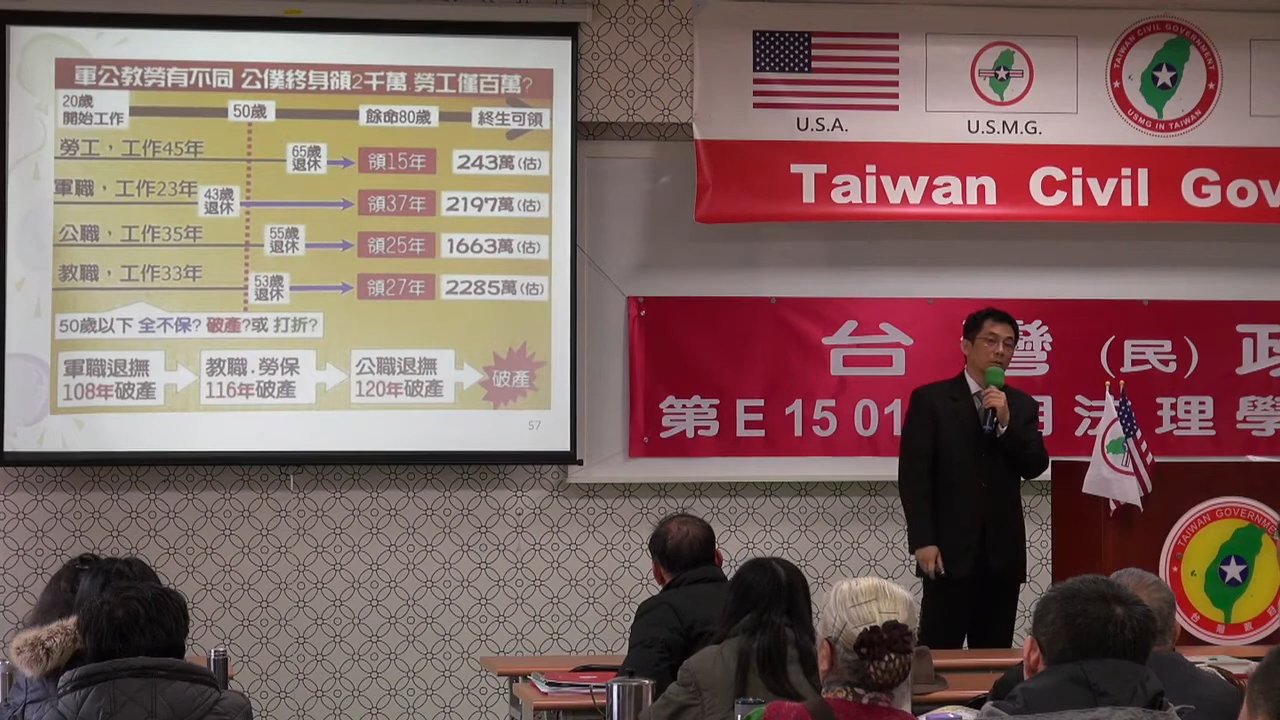 軍公教勞有不同 公僕終身領2千萬 勞工僅百萬?
20歲
開始工作
50歲
餘命80歲
終生可領
勞工，工作45年
65歲
退休
領15年
243萬(估)
軍職，工作23年
43歲
退休
領37年
2197萬(估)
公職，工作35年
55歲
退休
領25年
1663萬(估)
教職，工作33年
53歲
退休
領27年
2285萬(估)
50歲以下 全不保? 破產?或 打折?
軍職退撫
108年破產
教職.勞保
116年破產
公職退撫
120年破產
破產
57
U.S.A.
U.S.M.G.
TAIWAN CIVIL GOVERNMENT
USMG IN TAIWAN
Taiwan Civil Gov
台灣(民)政
第E1501 期法理學
TAIWAN GOVERNMENT
台灣政府